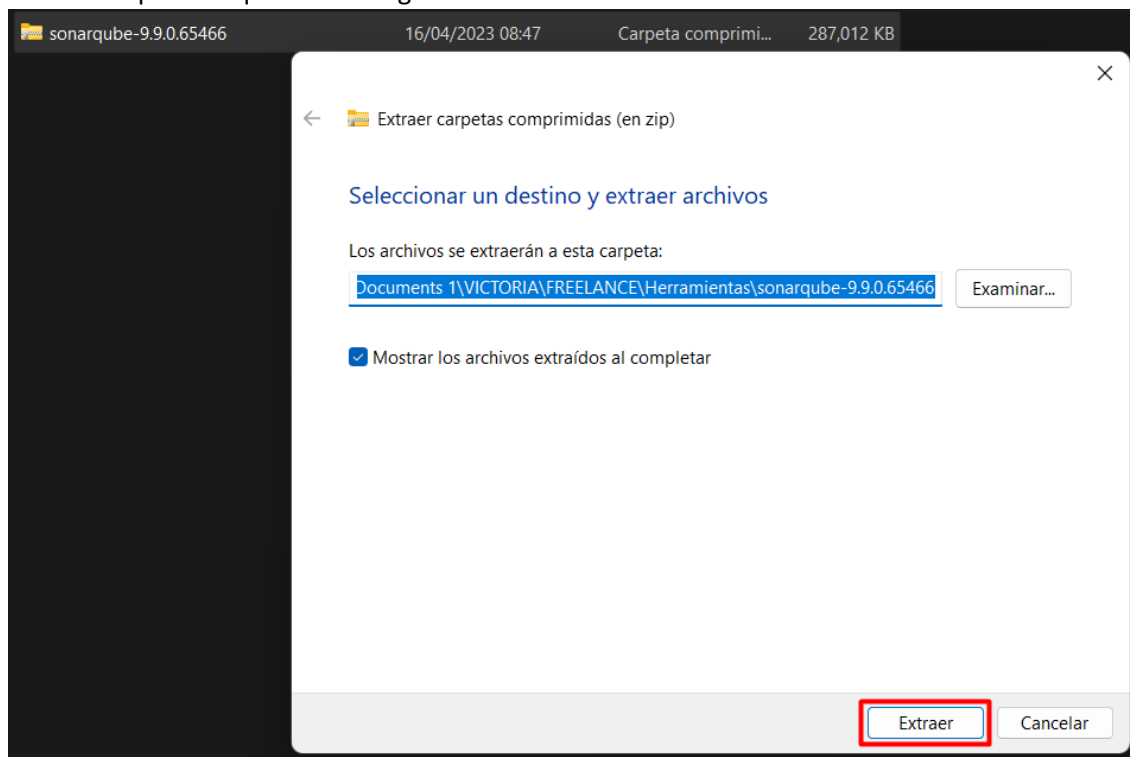 sonarqube-9.9.0.65466 16/04/2023 08:47 Carpeta comprimi... 287,012 KB
Extraer carpetas comprimidas (en zip)
Seleccionar un destino y extraer archivos
Los archivos se extraerán a esta carpeta:
Documents 1\VICTORIA\FREELANCE\Herramientas\sonarqube-9.9.0.65466 Examinar...
Mostrar los archivos extraídos al completar
Extraer Cancelar